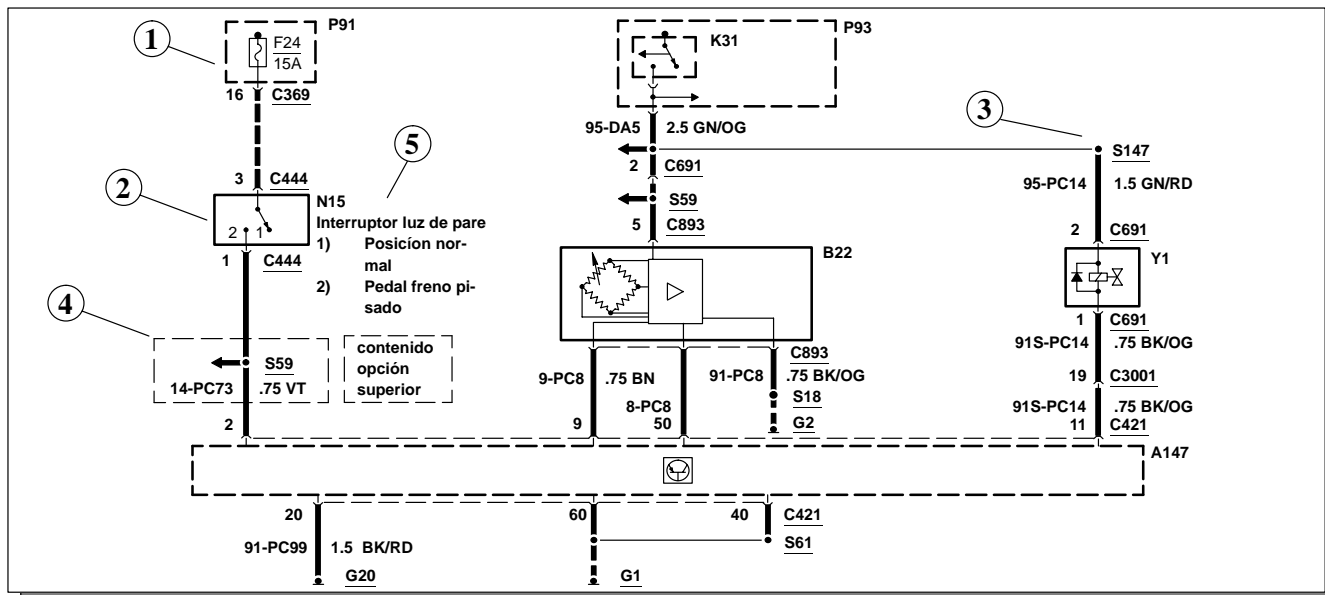 P91
F24
15A
1
16 C369
K31
P93
95-DA5 2.5 GN/OG
3
5
2 C691
S147
95-PC14 1.5 GN/RD
3 C444
S59
2
N15
Interruptor luz de pare
1) Posicíon nor-
mal
2) Pedal freno pi-
sado
2 1
1 C444
5 C893
B22
2 C691
Y1
1 C691
4
91S-PC14 .75 BK/OG
contenido
opción
superior
S59
14-PC73 .75 VT
9-PC8 .75 BN
C893
91-PC8 .75 BK/OG
19 C3001
8-PC8
S18
91S-PC14 .75 BK/OG
2
9
50
G2
11 C421
A147
20
60
40 C421
S61
91-PC99 1.5 BK/RD
G20
G1